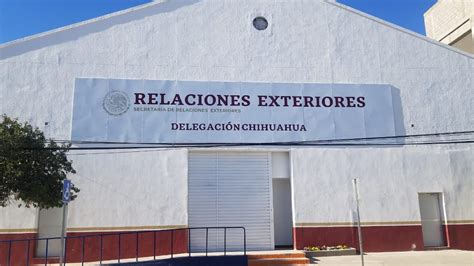 RELACIONES EXTERIORES
SECRETARÍA DE RELACIONES EXTERIORES
DELEGACIÓN CHIHUAHUA